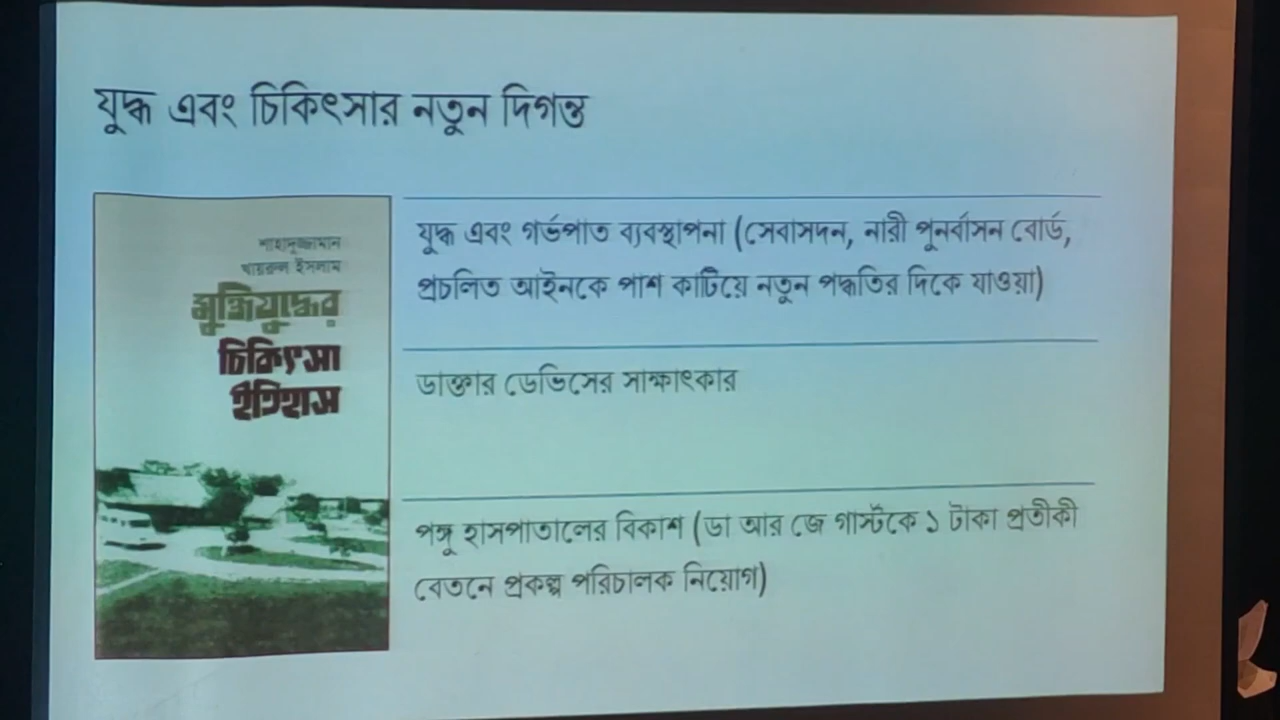 যুদ্ধ এবং চিকিৎসার নতুন দিগন্ত
শাহাদুজ্জামান
খায়রুল ইসলাম
মুক্তিযুদ্ধের
চিকিৎসা
ইতিহাস
যুদ্ধ এবং গর্ভপাত ব্যবস্থাপনা (সেবাসদন, নারী পুনর্বাসন বোর্ড,
প্রচলিত আইনকে পাশ কাটিয়ে নতুন পদ্ধতির দিকে যাওয়া)
ডাক্তার ডেভিসের সাক্ষাৎকার
পঙ্গু হাসপাতালের বিকাশ (ডা আর জে গাস্টকে ১ টাকা প্রতীকী
বেতনে প্রকল্প পরিচালক নিয়োগ)